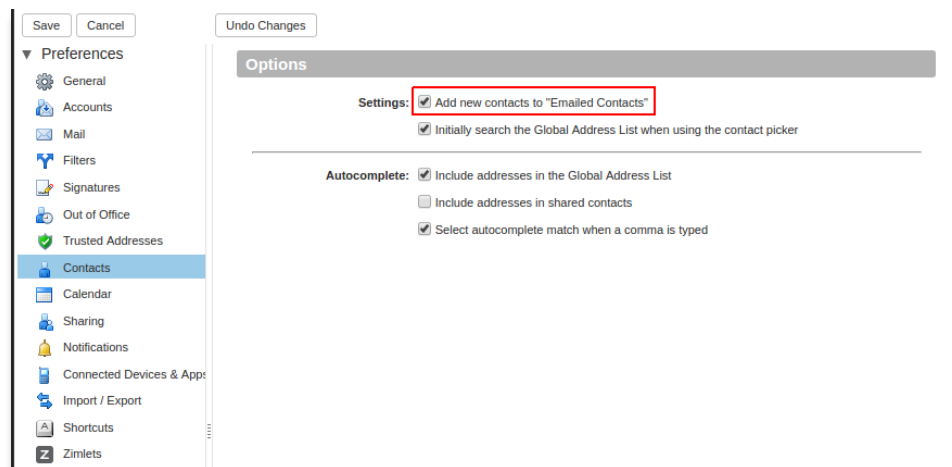 Save Cancel Undo Changes
Preferences
General
Accounts
Mail
Filters
Signatures
Out of Office
Trusted Addresses
Contacts
Calendar
Sharing
Notifications
Connected Devices & Apps
Import / Export
A Shortcuts
Z Zimlets
Options
Settings: Add new contacts to "Emailed Contacts"
Initially search the Global Address List when using the contact picker
Autocomplete: Include addresses in the Global Address List
Include addresses in shared contacts
Select autocomplete match when a comma is typed